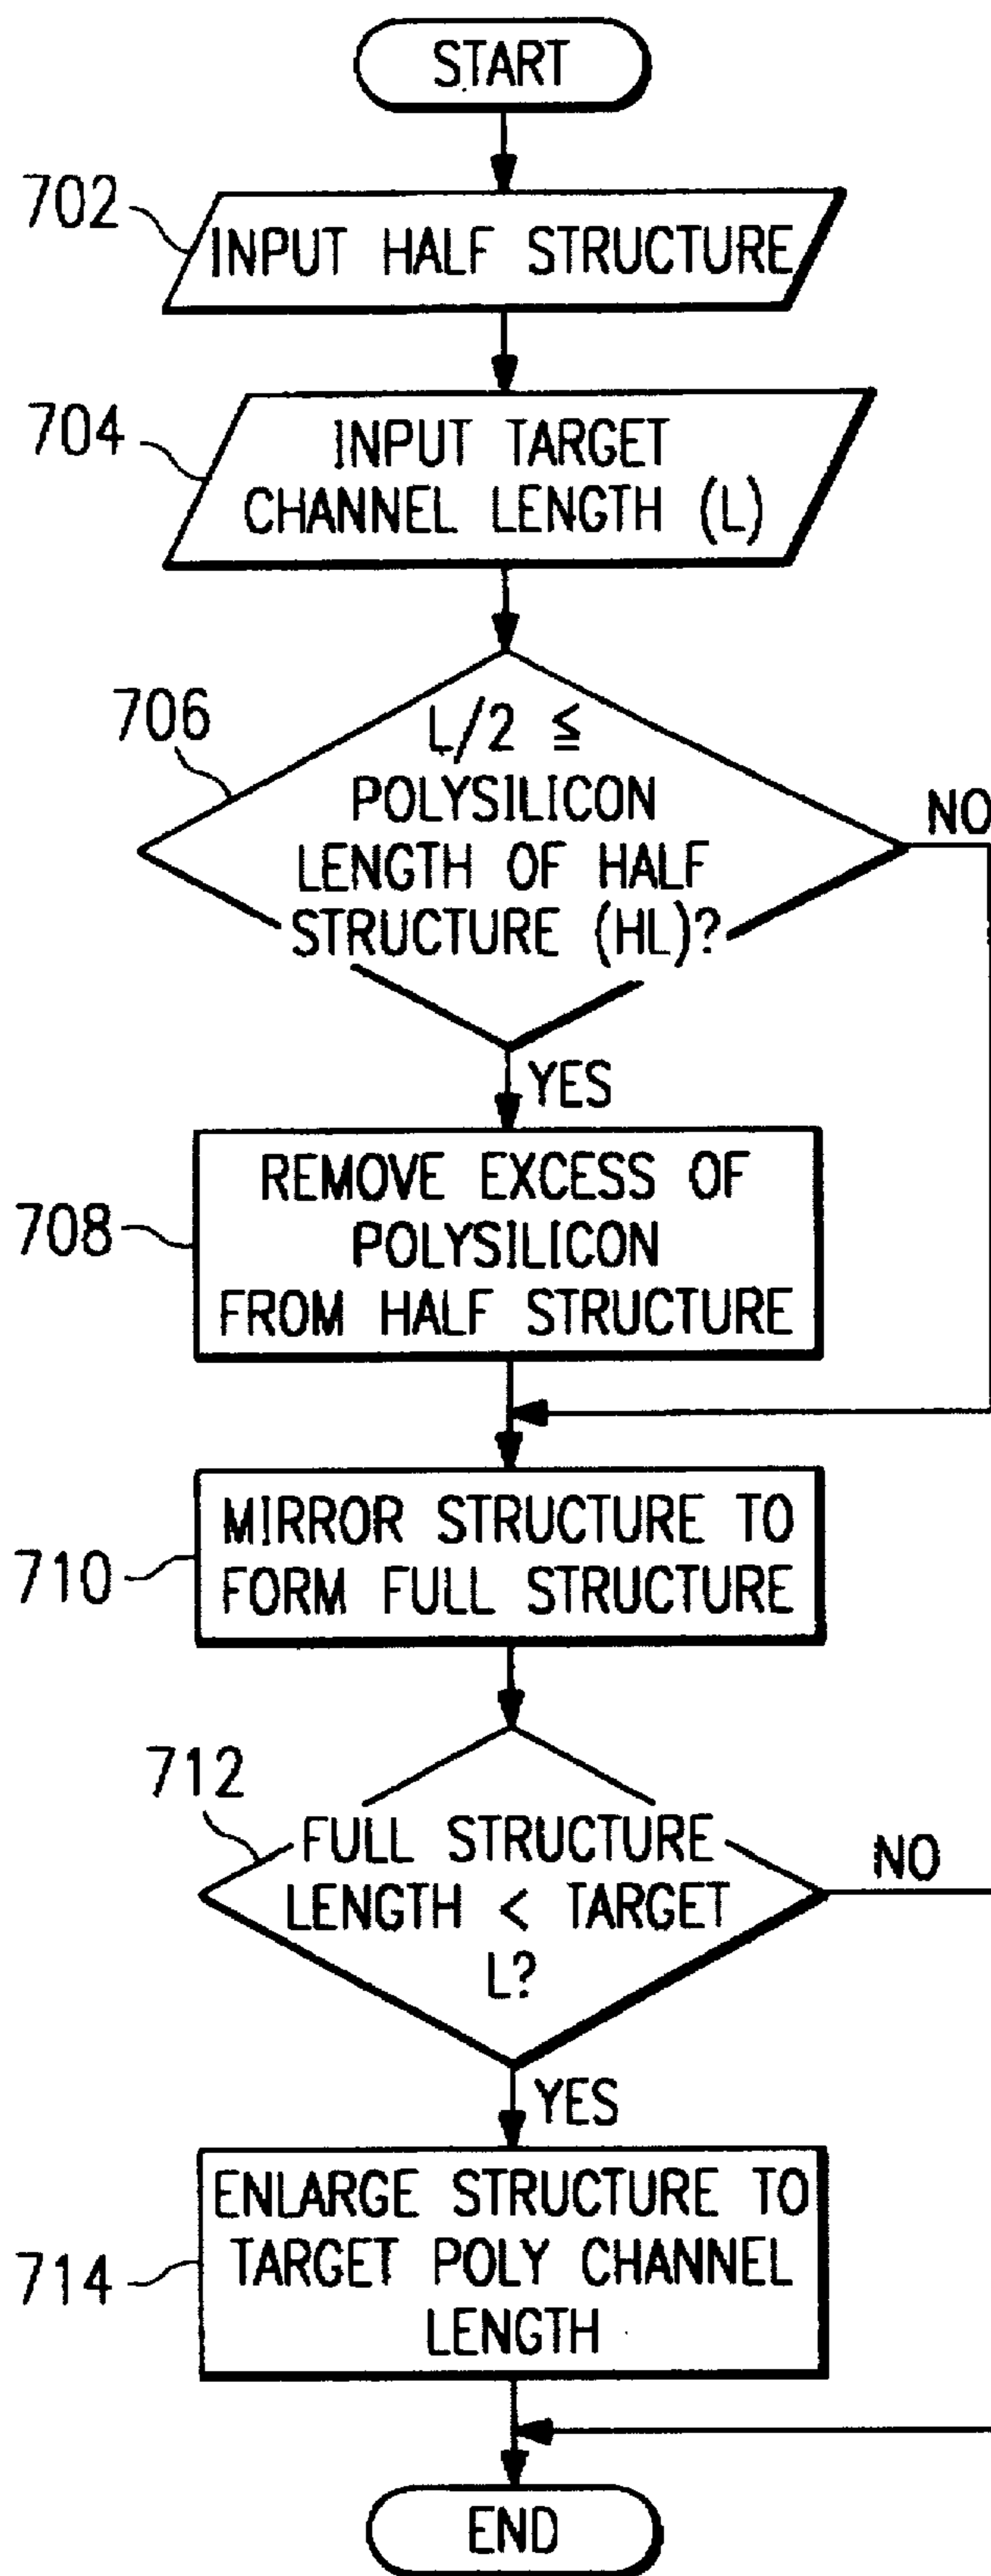 START
702
INPUT HALF STRUCTURE
704
INPUT TARGET
CHANNEL LENGTH (L)
706
L/2 ≤
POLYSILICON
LENGTH OF HALF
STRUCTURE (HL)?
NO
YES
708
REMOVE EXCESS OF
POLYSILICON
FROM HALF STRUCTURE
710
MIRROR STRUCTURE TO
FORM FULL STRUCTURE
712
FULL STRUCTURE
LENGTH < TARGET
L?
NO
YES
714
ENLARGE STRUCTURE TO
TARGET POLY CHANNEL
LENGTH
END